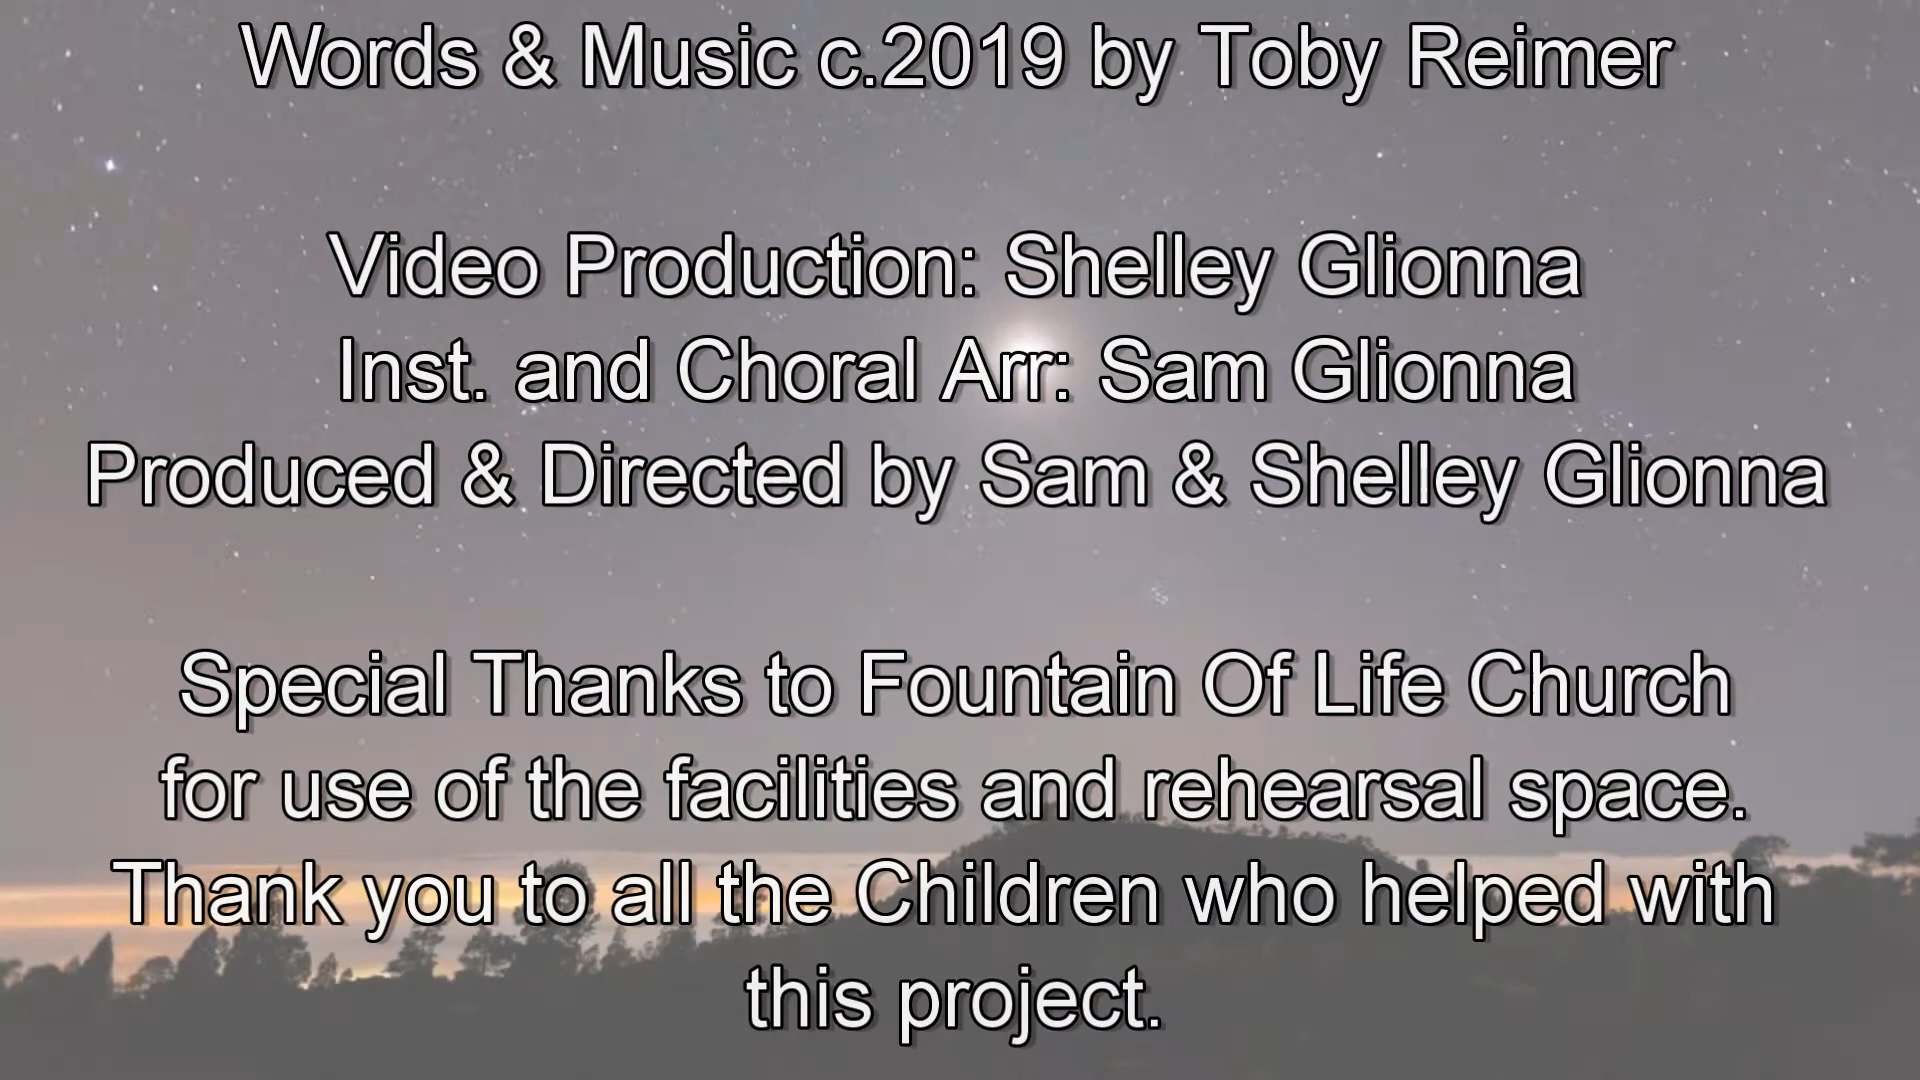 Words & Music c.2019 by Toby Reimer
Video Production: Shelley Glionna
Inst. and Choral Arr: Sam Glionna
Produced & Directed by Sam & Shelley Glionna
Special Thanks to Fountain Of Life Church
for use of the facilities and rehearsal space.
Thank you to all the Children who helped with
this project.